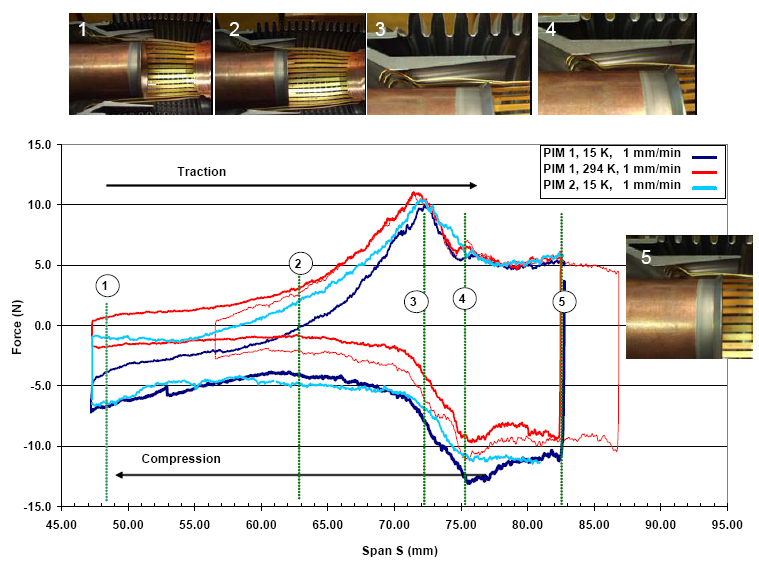 1
2
3
4
15.0
10.0
5.0
0.0
-5.0
-10.0
-15.0
Force (N)
Traction
PIM 1, 15 K, 1 mm/min
PIM 1, 294 K, 1 mm/min
PIM 2, 15 K, 1 mm/min
1
2
3
4
5
5
Compression
45.00 50.00 55.00 60.00 65.00 70.00 75.00 80.00 85.00 90.00 95.00
Span S (mm)